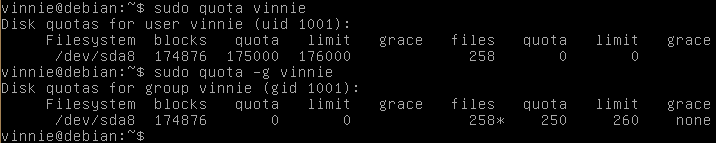 vinnie@debian:~$ sudo quota vinnie
Disk quotas for user vinnie (uid 1001):
     Filesystem  blocks   quota   limit   grace   files   quota   limit   grace
      /dev/sda8  174876  175000  176000             258       0       0
vinnie@debian:~$ sudo quota -g vinnie
Disk quotas for group vinnie (gid 1001):
     Filesystem  blocks   quota   limit   grace   files   quota   limit   grace
      /dev/sda8  174876       0       0             258*    250     260    none
vinnie@debian:~$